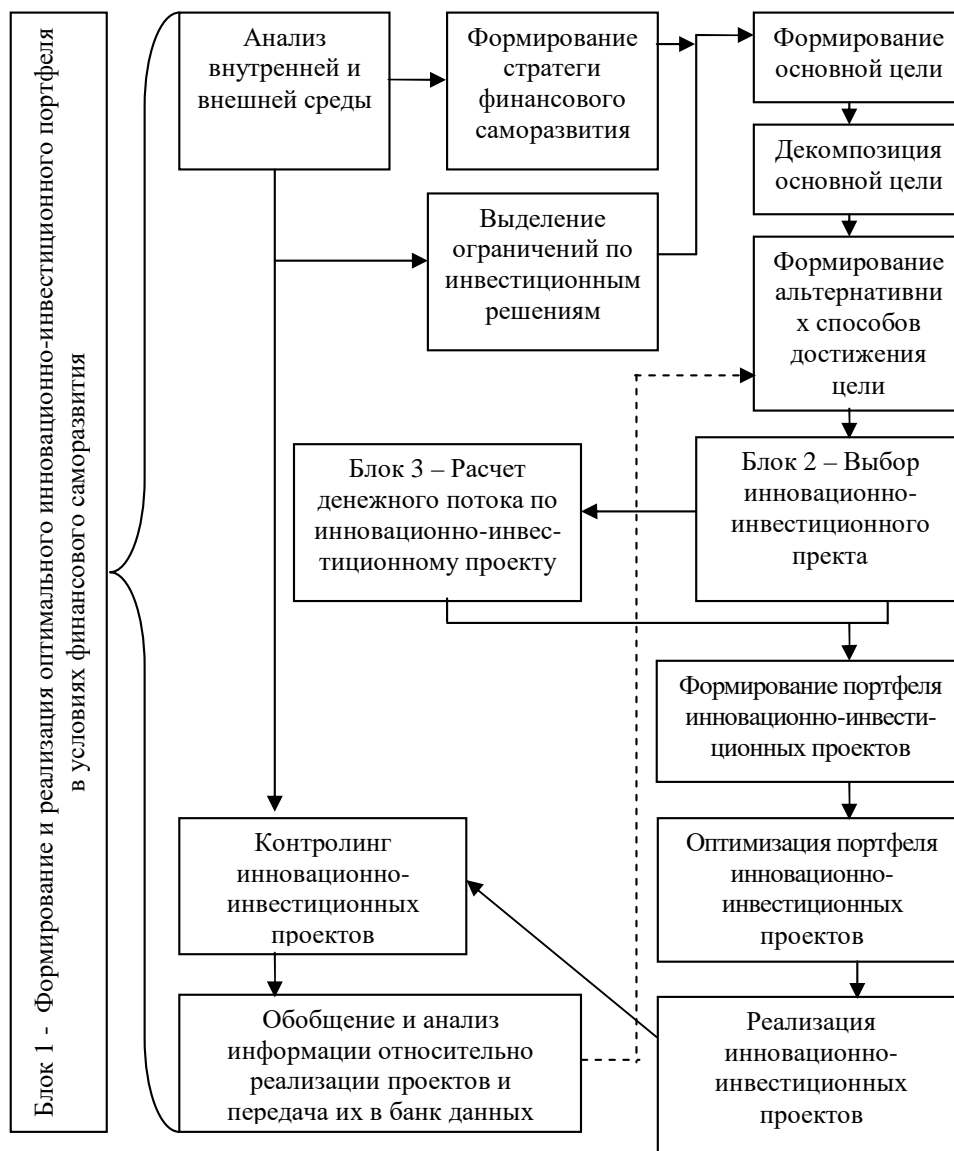 Блок 1 - Формирование и реализация оптимального инновационно-инвестиционного портфеля
в условиях финансового саморазвития
Анализ
внутренней и
внешней среды
Формирование
стратеги
финансового
саморазвития
Формирование
основной цели
Декомпозиция
основной цели
Выделение
ограничений по
инвестиционным
решениям
Формирование
альтернативни
х способов
достижения
цели
Блок 3 – Расчет
денежного потока по
инновационно-инвес-
тиционному проекту
Блок 2 – Выбор
инновационно-
инвестиционного
пректа
Формирование портфеля
инновационно-инвести-
ционных проектов
Контролинг
инновационно-
инвестиционных
проектов
Оптимизация портфеля
инновационно-
инвестиционных
проектов
Обобщение и анализ
информации относительно
реализации проектов и
передача их в банк данных
Реализация
инновационно-
инвестиционных
проектов